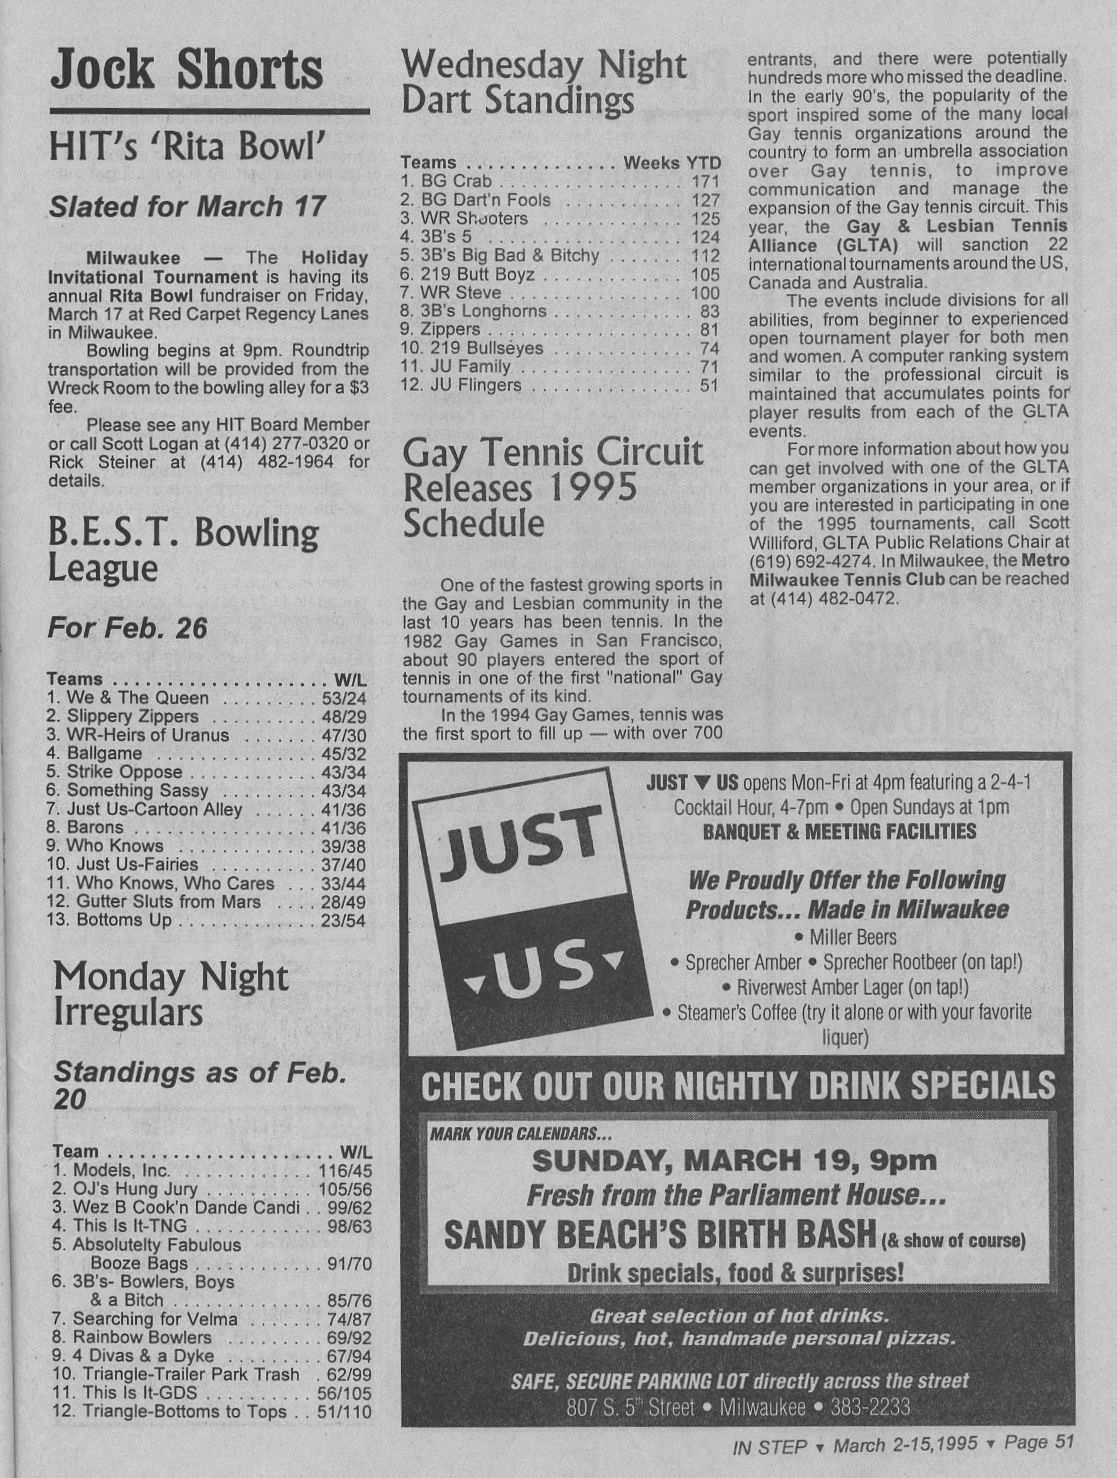 Jock Shorts
HIT's 'Rita Bowl'
Slated for March 17
Milwaukee — The Holiday
Invitational Tournament is having its
annual Rita Bowl fundraiser on Friday,
March 17 at Red Carpet Regency Lanes
in Milwaukee.
Bowling begins at 9pm. Roundtrip
transportation will be provided from the
Wreck Room to the bowling alley for a $3
fee.
Please see any HIT Board Member
or call Scott Logan at (414) 277-0320 or
Rick Steiner at (414) 482-1964 for
details.
B.E.S.T. Bowling
League
For Feb. 26
Teams . . . . . . . . . . . . . . . . . . . . W/L
1. We & The Queen . . . . . . . . . 53/24
2. Slippery Zippers . . . . . . . . . . 48/29
3. WR-Heirs of Uranus . . . . . . . 47/30
4. Ballgame . . . . . . . . . . . . . . . . 45/32
5. Strike Oppose . . . . . . . . . . . . 43/34
6. Something Sassy . . . . . . . . . 43/34
7. Just Us-Cartoon Alley . . . . . . 41/36
8. Barons . . . . . . . . . . . . . . . . . 41/36
9. Who Knows . . . . . . . . . . . . . 39/38
10. Just Us-Fairies . . . . . . . . . . 37/40
11. Who Knows, Who Cares . . . 33/44
12. Gutter Sluts from Mars . . . . 28/49
13. Bottoms Up . . . . . . . . . . . . . 23/54
Monday Night
Irregulars
Standings as of Feb.
20
Team . . . . . . . . . . . . . . . . . . . . . W/L
1. Models, Inc. . . . . . . . . . . . . 116/45
2. OJ's Hung Jury . . . . . . . . . . 105/56
3. Wez B Cook'n Dande Candi . . 99/62
4. This Is It-TNG . . . . . . . . . . . . 98/63
5. Absolutelty Fabulous
Booze Bags . . . . . . . . . . . . 91/70
6. 3B's- Bowlers, Boys
& a Bitch . . . . . . . . . . . . . . 85/76
7. Searching for Velma . . . . . . . 74/87
8. Rainbow Bowlers . . . . . . . . . 69/92
9. 4 Divas & a Dyke . . . . . . . . . 67/94
10. Triangle-Trailer Park Trash . 62/99
11. This Is It-GDS . . . . . . . . . . 56/105
12. Triangle-Bottoms to Tops . . 51/110
Wednesday Night
Dart Standings
Teams . . . . . . . . . . . . . . Weeks YTD
1. BG Crab . . . . . . . . . . . . . . . . . 171
2. BG Dart'n Fools . . . . . . . . . . . 127
3. WR Shooters . . . . . . . . . . . . . 125
4. 3B's 5 . . . . . . . . . . . . . . . . . . 124
5. 3B's Big Bad & Bitchy . . . . . . . 112
6. 219 Butt Boyz . . . . . . . . . . . . . 105
7. WR Steve . . . . . . . . . . . . . . . . 100
8. 3B's Longhorns . . . . . . . . . . . . . 83
9. Zippers . . . . . . . . . . . . . . . . . . . 81
10. 219 Bullseyes . . . . . . . . . . . . . 74
11. JU Family . . . . . . . . . . . . . . . . 71
12. JU Flingers . . . . . . . . . . . . . . . 51
Gay Tennis Circuit
Releases 1995
Schedule
One of the fastest growing sports in
the Gay and Lesbian community in the
last 10 years has been tennis. In the
1982 Gay Games in San Francisco,
about 90 players entered the sport of
tennis in one of the first "national" Gay
tournaments of its kind.
In the 1994 Gay Games, tennis was
the first sport to fill up — with over 700
entrants, and there were potentially
hundreds more who missed the deadline.
In the early 90's, the popularity of the
sport inspired some of the many local
Gay tennis organizations around the
country to form an umbrella association
over Gay tennis, to improve
communication and manage the
expansion of the Gay tennis circuit. This
year, the Gay & Lesbian Tennis
Alliance (GLTA) will sanction 22
international tournaments around the US,
Canada and Australia.
The events include divisions for all
abilities, from beginner to experienced
open tournament player for both men
and women. A computer ranking system
similar to the professional circuit is
maintained that accumulates points for
player results from each of the GLTA
events.
For more information about how you
can get involved with one of the GLTA
member organizations in your area, or if
you are interested in participating in one
of the 1995 tournaments, call Scott
Williford, GLTA Public Relations Chair at
(619) 692-4274. In Milwaukee, the Metro
Milwaukee Tennis Club can be reached
at (414) 482-0472.
JUST
▼US▼
JUST ▼ US opens Mon-Fri at 4pm featuring a 2-4-1
Cocktail Hour, 4-7pm • Open Sundays at 1pm
BANQUET & MEETING FACILITIES
We Proudly Offer the Following
Products... Made in Milwaukee
• Miller Beers
• Sprecher Amber • Sprecher Rootbeer (on tap!)
• Riverwest Amber Lager (on tap!)
• Steamer's Coffee (try it alone or with your favorite
liquer)
CHECK OUT OUR NIGHTLY DRINK SPECIALS
MARK YOUR CALENDARS...
SUNDAY, MARCH 19, 9pm
Fresh from the Parliament House...
SANDY BEACH'S BIRTH BASH (& show of course)
Drink specials, food & surprises!
Great selection of hot drinks.
Delicious, hot, handmade personal pizzas.
SAFE, SECURE PARKING LOT directly across the street
807 S. 5th Street • Milwaukee • 383-2233
IN STEP ▼ March 2-15,1995 ▼ Page 51